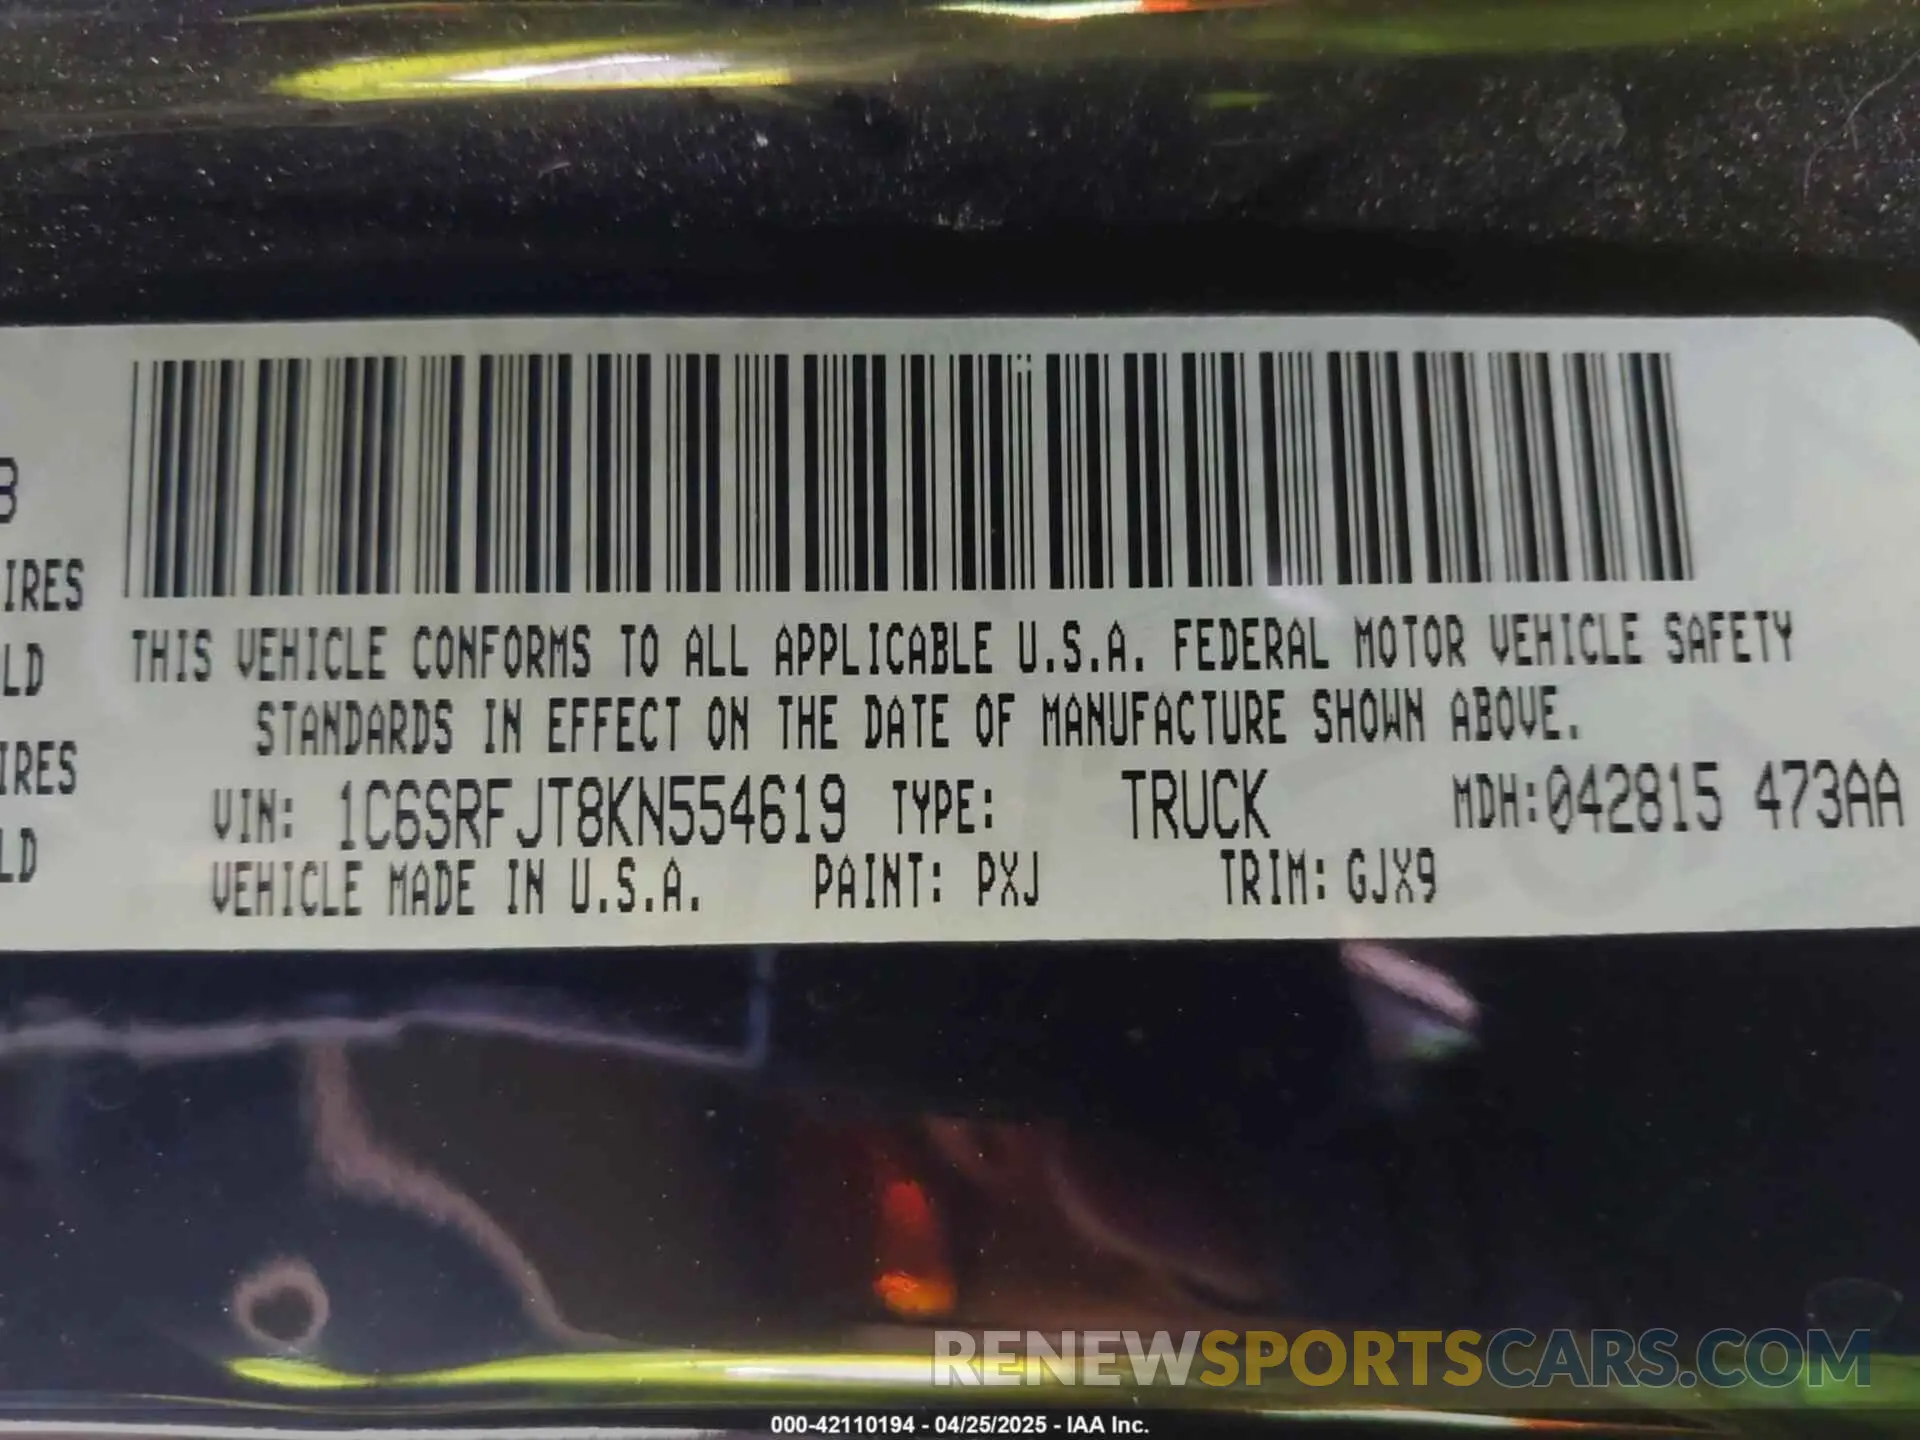 B
IRES
LD
IRES
LD
THIS VEHICLE CONFORMS TO ALL APPLICABLE U.S.A. FEDERAL MOTOR VEHICLE SAFETY
STANDARDS IN EFFECT ON THE DATE OF MANUFACTURE SHOWN ABOVE.
VIN: 1C6SRFJT8KN554619 TYPE: TRUCK MDH:042815 473AA
VEHICLE MADE IN U.S.A. PAINT: PXJ TRIM: GJX9
RENEWSPORTSCARS.COM
000-42110194 - 04/25/2025 - IAA Inc.